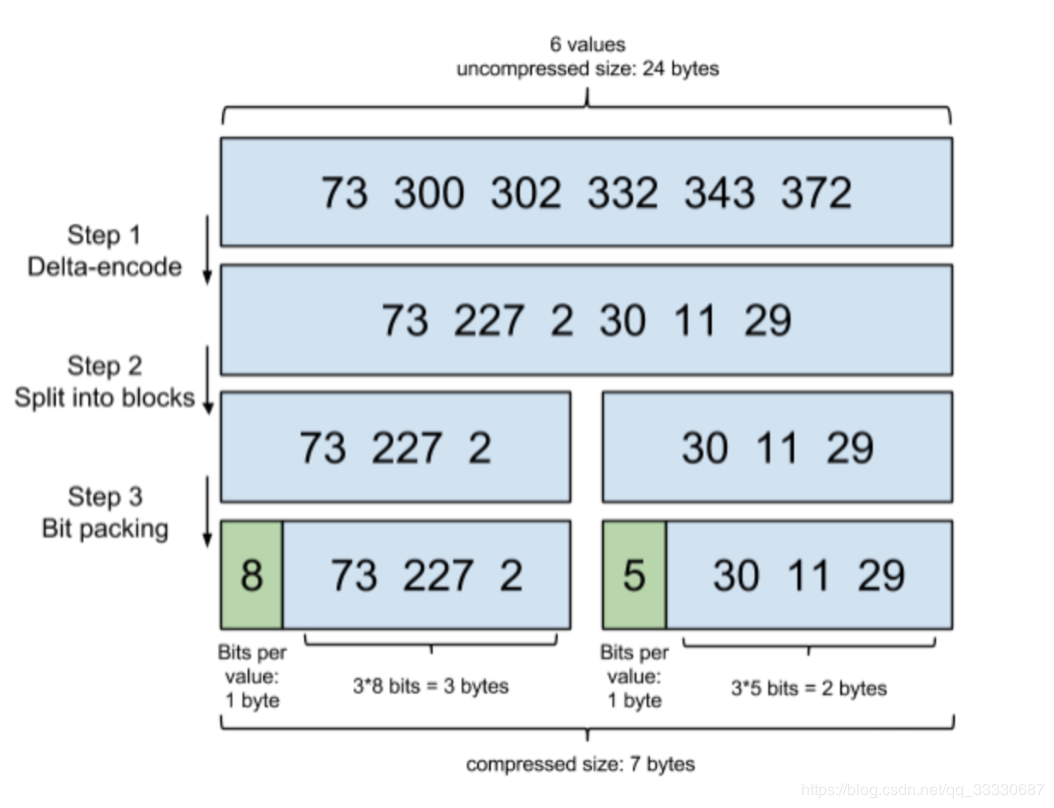 6 values
uncompressed size: 24 bytes
73 300 302 332 343 372
Step 1
Delta-encode
73 227 2 30 11 29
Step 2
Split into blocks
73 227 2
30 11 29
Step 3
Bit packing
8
73 227 2
5
30 11 29
Bits per
value:
1 byte
3*8 bits = 3 bytes
Bits per
value:
1 byte
3*5 bits = 2 bytes
compressed size: 7 bytes
https://blog.csdn.net/qq_33330687